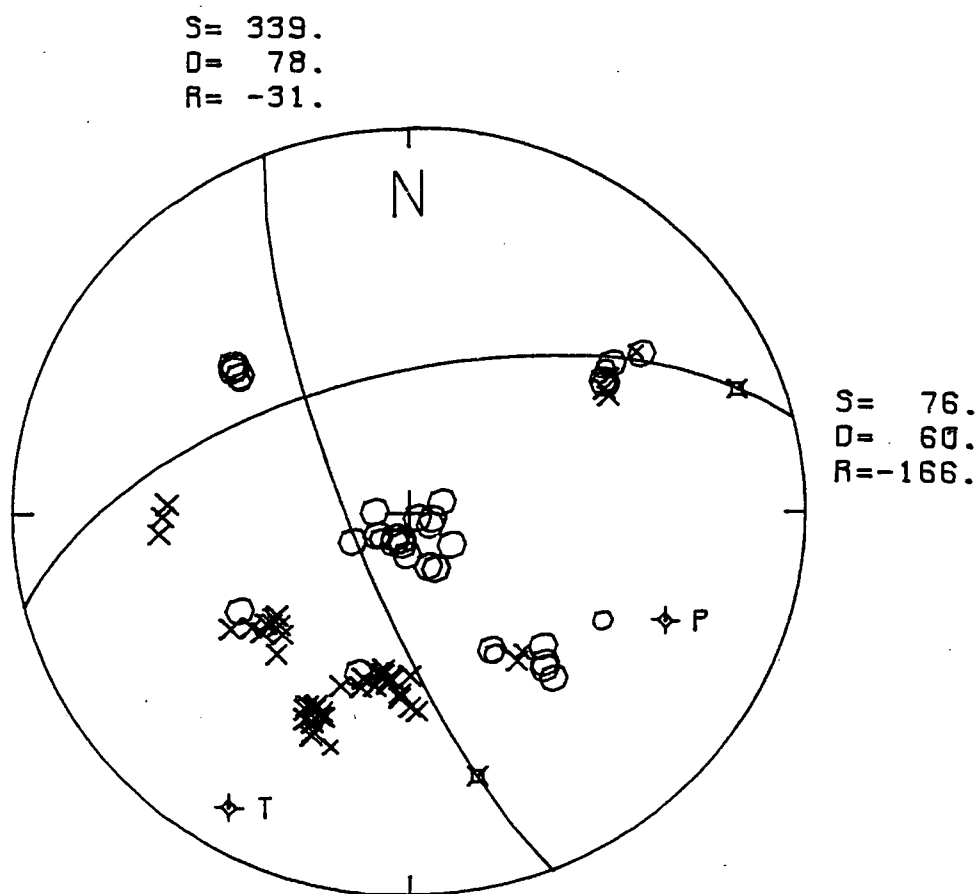 S= 339.
D= 78.
R= -31.
N
S= 76.
D= 60.
R=-166.
P
T